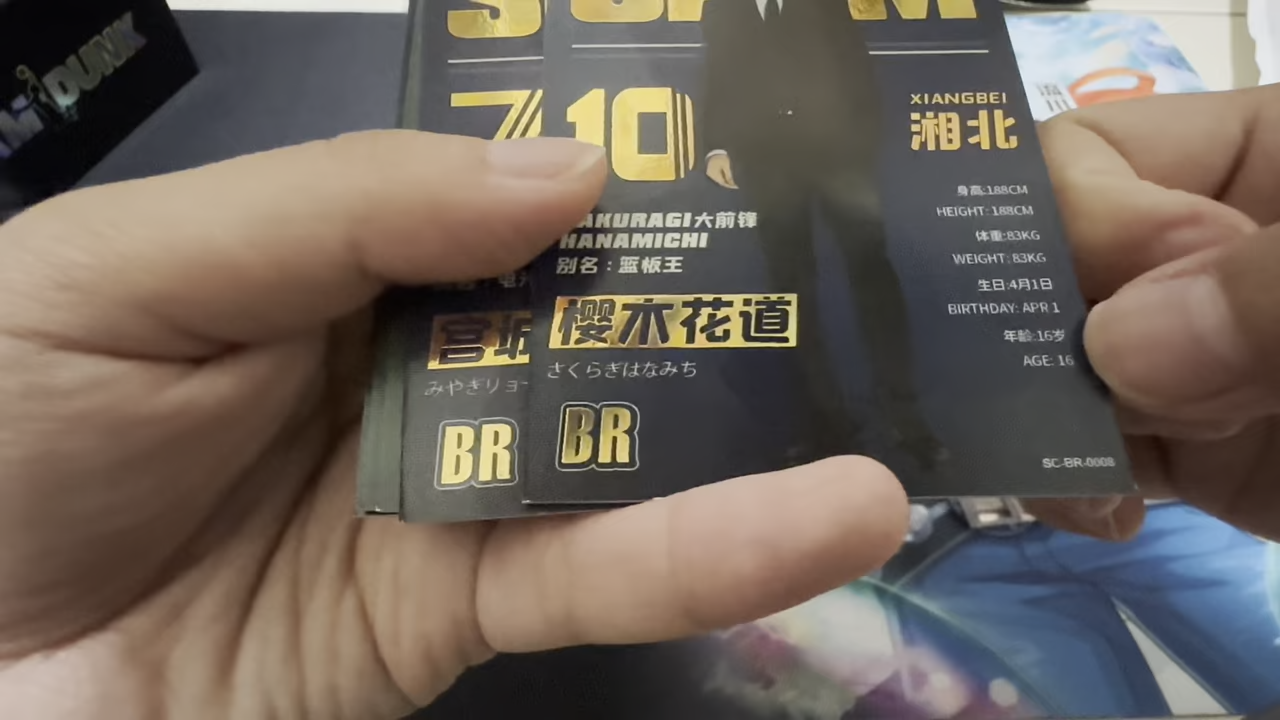 DUNK
7
10
XIANGBEI
湘北
身高:188CM
HEIGHT: 188CM
体重:83KG
WEIGHT: 83KG
生日:4月1日
BIRTHDAY: APR 1
年龄:16岁
AGE: 16
AKURAGI 大前锋
HANAMICHI
别名：篮板王
樱木花道
さくらぎはなみち
BR
SC-BR-0008
宫城
みやぎリョー
BR